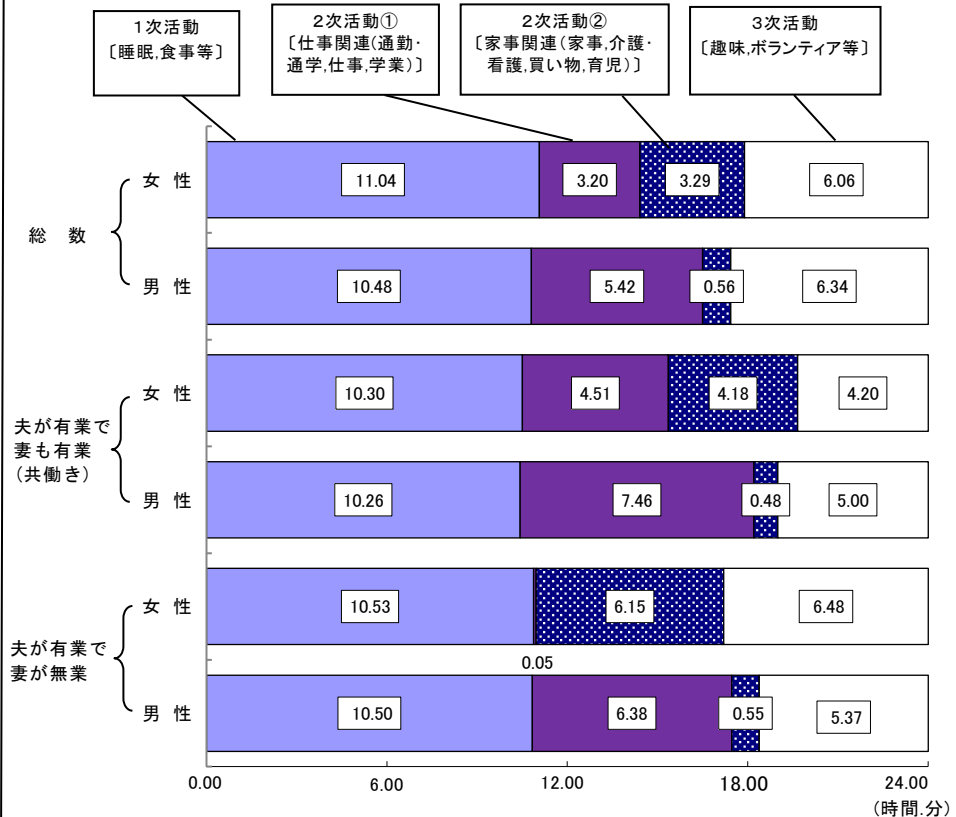 1次活動
〔睡眠,食事等〕
2次活動①
〔仕事関連(通勤・
通学,仕事,学業)〕
2次活動②
〔家事関連(家事,介護・
看護,買い物,育児)〕
3次活動
〔趣味,ボランティア等〕
総 数
女 性
11.04
3.20
3.29
6.06
男 性
10.48
5.42
0.56
6.34
夫が有業で
妻も有業
(共働き)
女 性
10.30
4.51
4.18
4.20
男 性
10.26
7.46
0.48
5.00
夫が有業で
妻が無業
女 性
10.53
0.05
6.15
6.48
男 性
10.50
6.38
0.55
5.37
0.00
6.00
12.00
18.00
24.00
(時間.分)